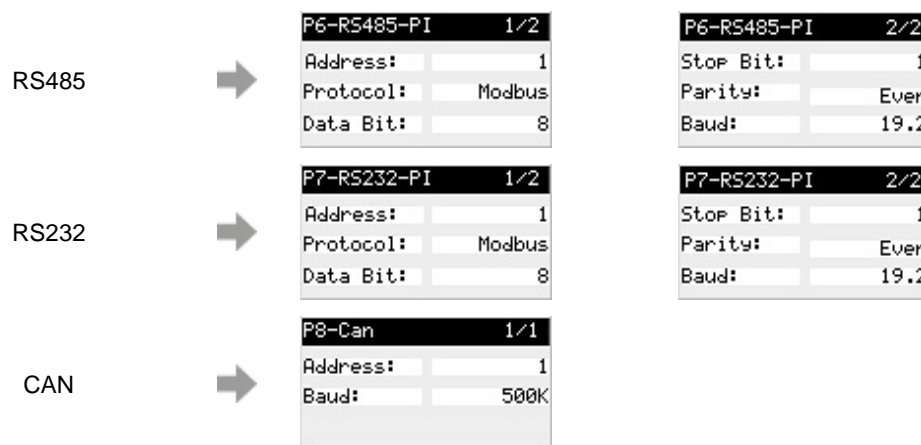 RS485
P6-RS485-PI 1/2
Address: 1
Protocol: Modbus
Data Bit: 8
P6-RS485-PI 2/2
Stop Bit: 1
Parity: Even
Baud: 19.2
RS232
P7-RS232-PI 1/2
Address: 1
Protocol: Modbus
Data Bit: 8
P7-RS232-PI 2/2
Stop Bit: 1
Parity: Even
Baud: 19.2
CAN
P8-Can 1/1
Address: 1
Baud: 500K